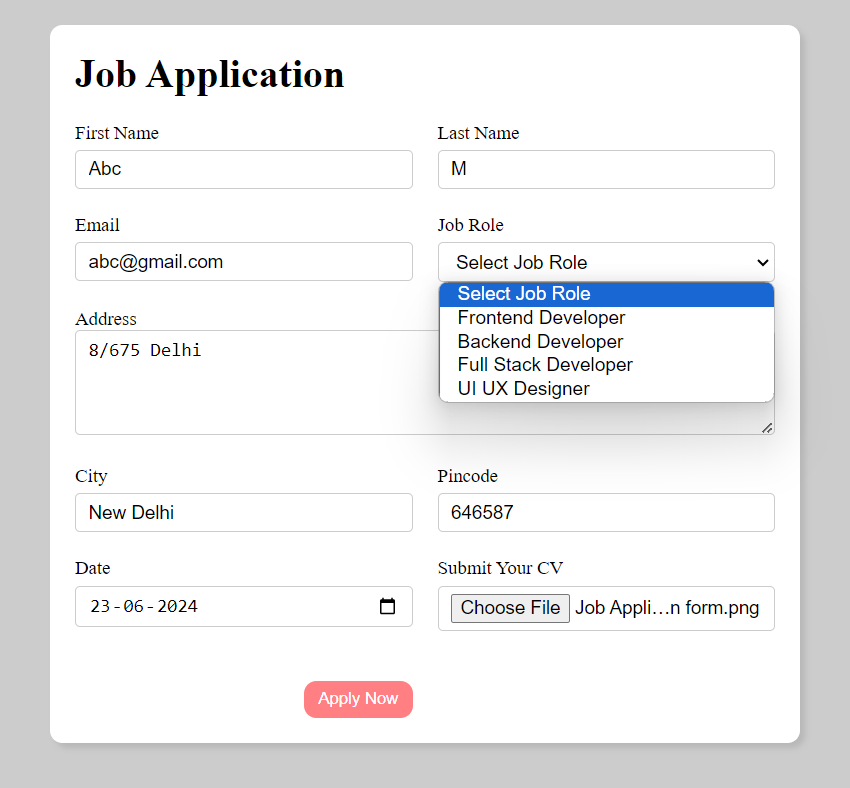 Job Application
First Name
Last Name
Abc
M
Email
Job Role
abc@gmail.com
Select Job Role
Select Job Role
Frontend Developer
Backend Developer
Full Stack Developer
UI UX Designer
Address
8/675 Delhi
City
Pincode
New Delhi
646587
Date
Submit Your CV
23-06-2024
Choose File Job Appli...n form.png
Apply Now